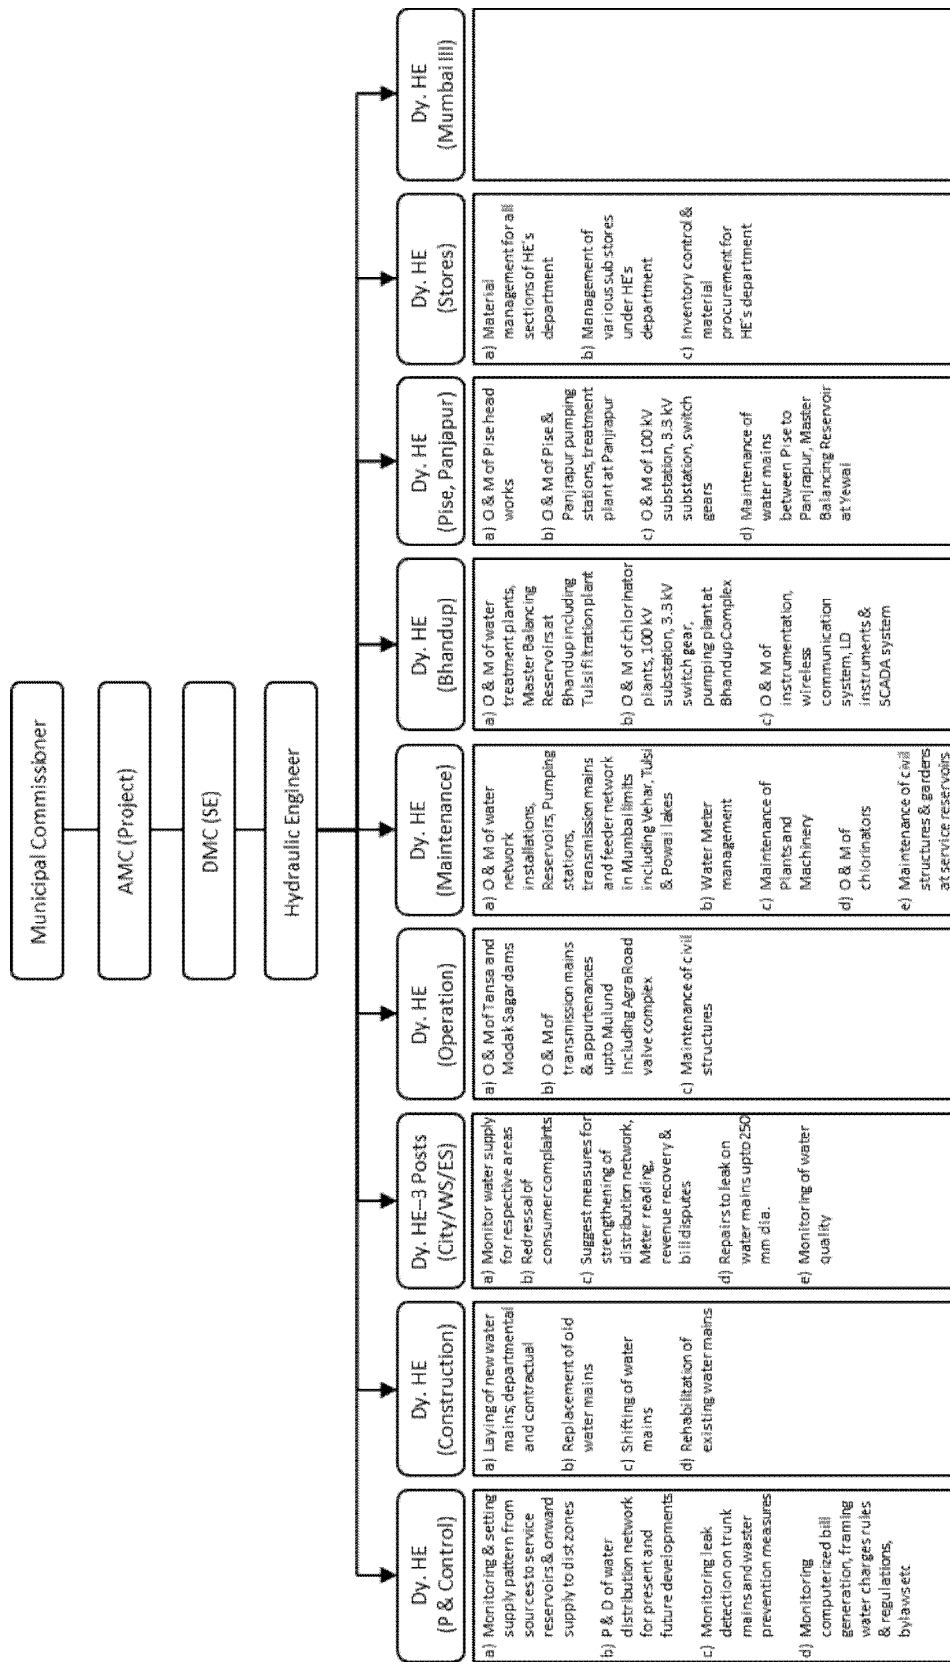 Municipal Commissioner
AMC (Project)
DMC (SE)
Hydraulic Engineer
Dy. HE
(P & Control)
a) Monitoring & setting
supply pattern from
sources to service
reservoirs & onward
supply to dist zones
b) P & D of water
distribution network
for present and
future developments
c) Monitoring leak
detection on trunk
mains and waster
prevention measures
d) Monitoring
computerized bill
generation, framing
water charges rules
& regulations,
bylaws etc
Dy. HE
(Construction)
a) Laying of new water
mains; departmental
and contractual
b) Replacement of old
water mains
c) Shifting of water
mains
d) Rehabilitation of
existing water mains
Dy. HE–3 Posts
(City/WS/ES)
a) Monitor water supply
for respective areas
b) Redressal of
consumer complaints
c) Suggest measures for
strengthening of
distribution network,
Meter reading,
revenue recovery &
bill disputes
d) Repairs to leak on
water mains upto 250
mm dia.
e) Monitoring of water
quality
Dy. HE
(Operation)
a) O & M of Tansa and
Modak Sagar dams
b) O & M of
transmission mains
& appurtenances
upto Mulund
Including Agra Road
valve complex
c) Maintenance of civil
structures
Dy. HE
(Maintenance)
a) O & M of water
network
installations,
Reservoirs, Pumping
stations,
transmission mains
and feeder network
in Mumbai limits
including Vehar, Tulsi
& Powai lakes
b) Water Meter
management
c) Maintenance of
Plants and
Machinery
d) O & M of
chlorinators
e) Maintenance of civil
structures & gardens
at service reservoirs
Dy. HE
(Bhandup)
a) O & M of water
treatment plants,
Master Balancing
Reservoirs at
Bhandup including
Tulsi filtration plant
b) O & M of chlorinator
plants, 100 kV
substation, 3.3 kV
switch gear,
pumping plant at
Bhandup Complex
c) O & M of
instrumentation,
wireless
communication
system, LD
instruments &
SCADA system
Dy. HE
(Pise, Panjapur)
a) O & M of Pise head
works
b) O & M of Pise &
Panjrapur pumping
stations, treatment
plant at Panjrapur
c) O & M of 100 kV
substation, 3.3 kV
substation, switch
gears
d) Maintenance of
water mains
between Pise to
Panjrapur, Master
Balancing Reservoir
at Yewai
Dy. HE
(Stores)
a) Material
management for all
sections of HE's
department
b) Management of
various sub stores
under HE's
department
c) Inventory control &
material
procurement for
HE's department
Dy. HE
(Mumbai III)